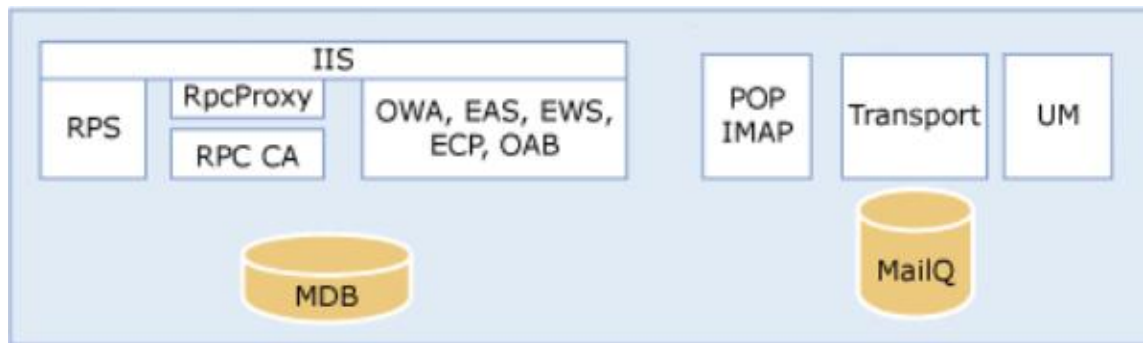 IIS
RPS
RpcProxy
RPC CA
OWA, EAS, EWS,
ECP, OAB
POP
IMAP
Transport
UM
MDB
MailQ